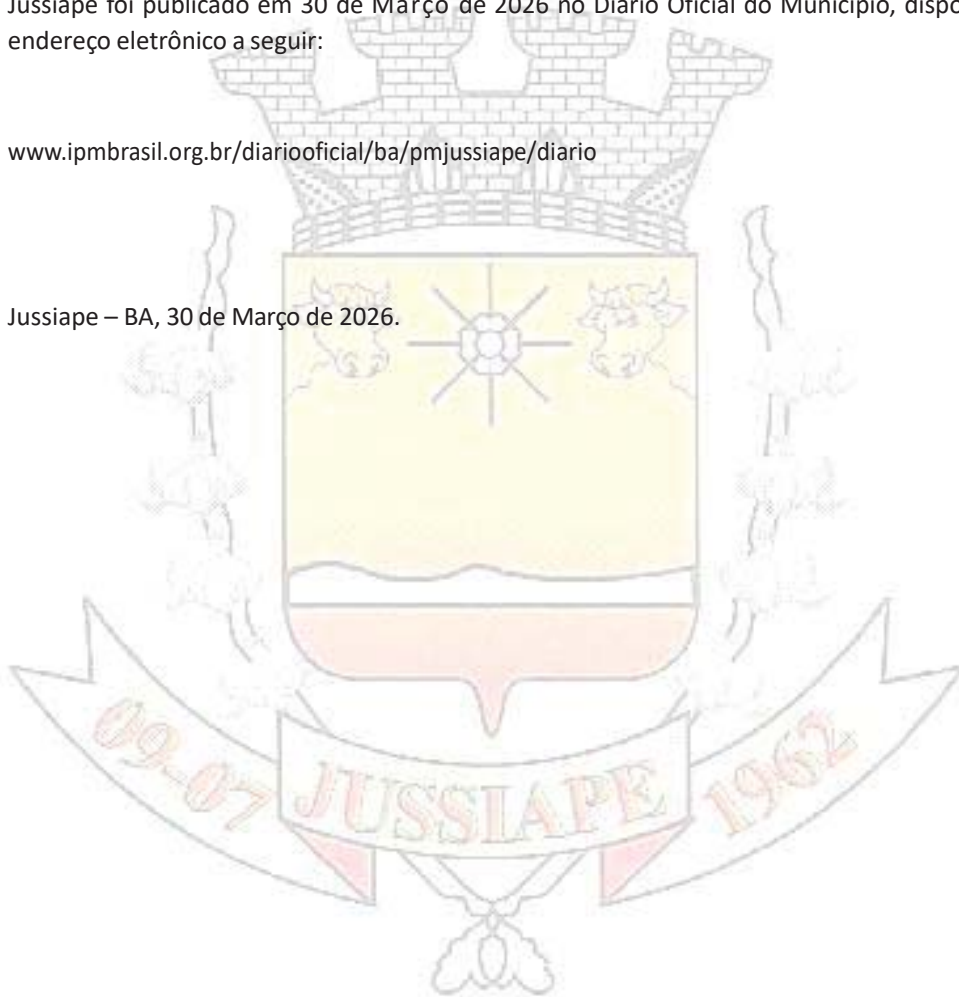 Jussiape foi publicado em 30 de Março de 2026 no Diário Oficial do Município, dispo
endereço eletrônico a seguir:
www.ipmbrasil.org.br/diariooficial/ba/pmjussiape/diario
Jussiape – BA, 30 de Março de 2026.
09-07
JUSSIAPE
1962